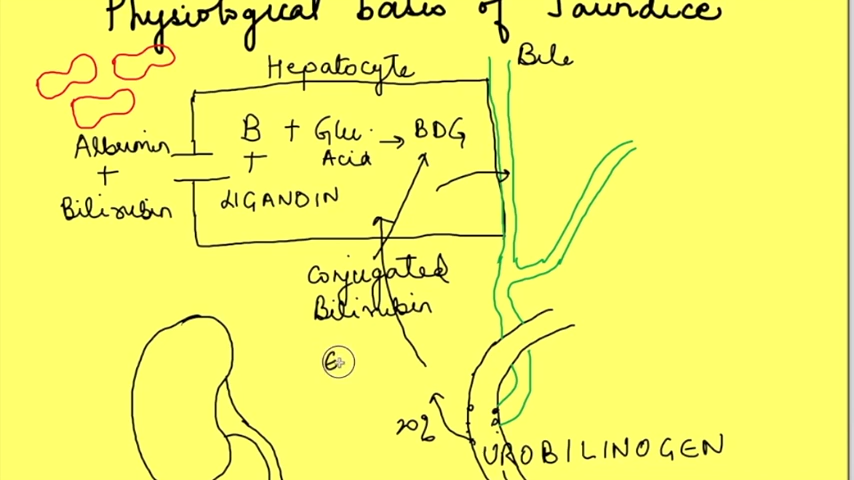 Physiological basis of Jaundice
Bile
Hepatocyte
B + Glu. → BDG
+ Acid
LIGANDIN
Albumin
+
Bilirubin
Conjugated
Bilirubin
20%
UROBILINOGEN